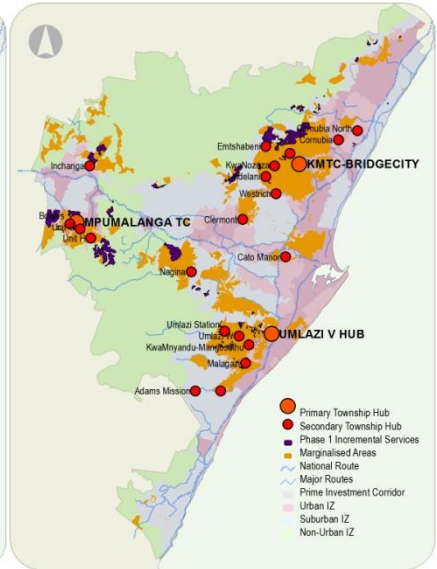 Cornubia North
Cornubia
Emtshabeni
KMTC-BRIDGECITY
Inchanga
Westrich
Clermont
MPUMALANGA TC
Unit H
Cato Manor
Nagina
Umlazi Station
UMLAZI V HUB
Umlazi W
KwaMnyandu-Mangosuthu
Adams Mission
Primary Township Hub
Secondary Township Hub
Phase 1 Incremental Services
Marginalised Areas
National Route
Major Routes
Prime Investment Corridor
Urban IZ
Suburban IZ
Non-Urban IZ